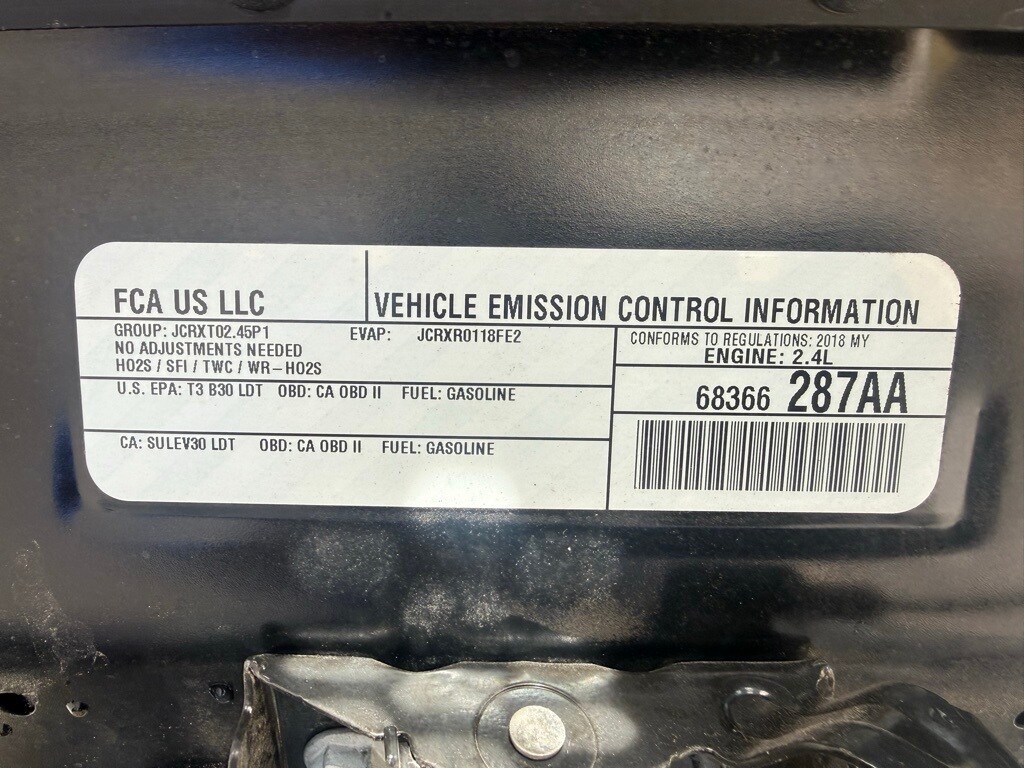 FCA US LLC
VEHICLE EMISSION CONTROL INFORMATION
GROUP: JCRXT02.45P1 EVAP: JCRXR0118FE2
NO ADJUSTMENTS NEEDED
HO2S / SFI / TWC / WR-HO2S
CONFORMS TO REGULATIONS: 2018 MY
ENGINE: 2.4L
U.S. EPA: T3 B30 LDT OBD: CA OBD II FUEL: GASOLINE
68366 287AA
CA: SULEV30 LDT OBD: CA OBD II FUEL: GASOLINE